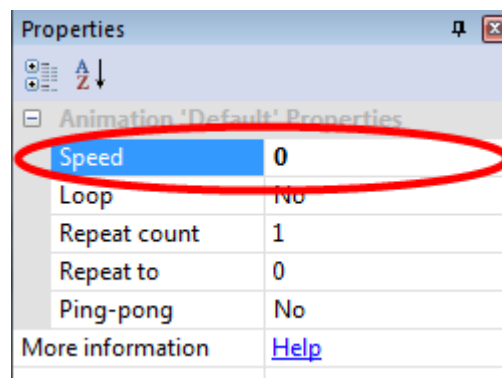 Properties
A
Z
Animation 'Default' Properties
Speed 0
Loop No
Repeat count 1
Repeat to 0
Ping-pong No
More information Help